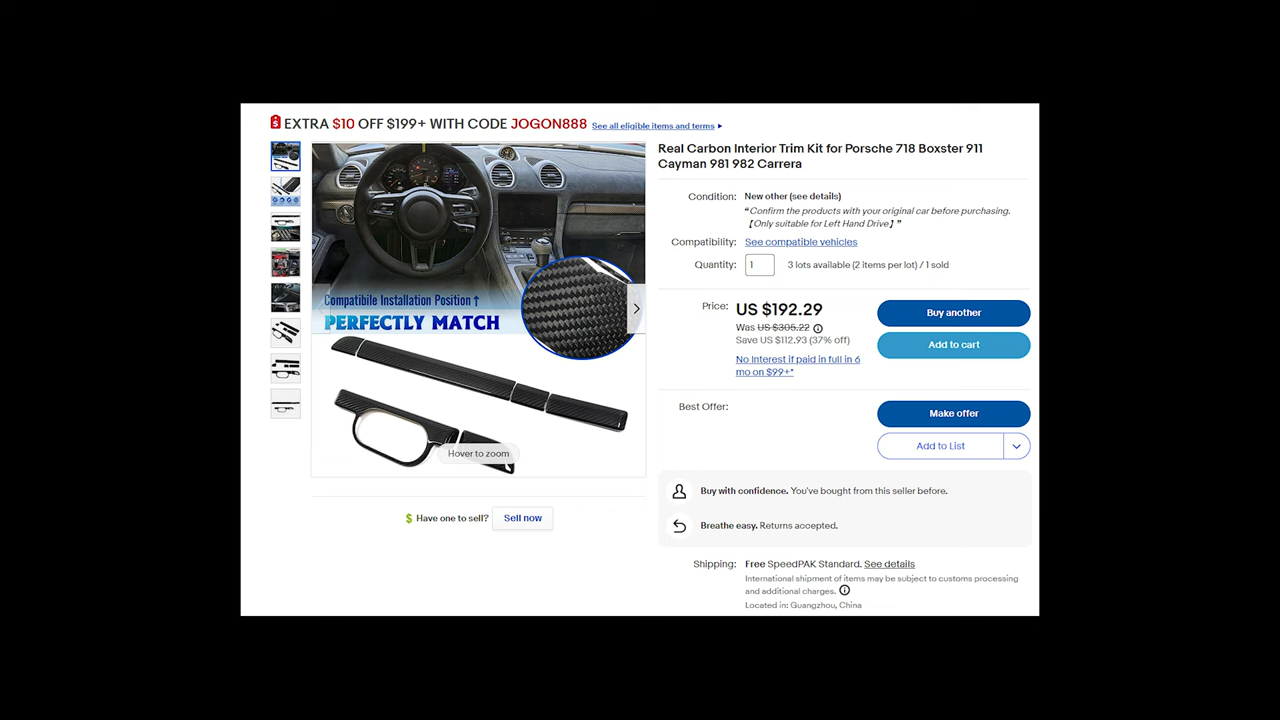 EXTRA $10 OFF $199+ WITH CODE JOGON888 See all eligible items and terms
Real Carbon Interior Trim Kit for Porsche 718 Boxster 911
Cayman 981 982 Carrera
Condition: New other (see details)
❝Confirm the products with your original car before purchasing.
【Only suitable for Left Hand Drive】❞
Compatibility: See compatible vehicles
Quantity: 1 3 lots available (2 items per lot) / 1 sold
Compatibile Installation Position↑
PERFECTLY MATCH
Price: US $192.29
Was US $305.22
Save US $112.93 (37% off)
No Interest if paid in full in 6
mo on $99+*
Buy another
Add to cart
Best Offer:
Make offer
Add to List
Hover to zoom
$ Have one to sell? Sell now
Buy with confidence. You've bought from this seller before.
Breathe easy. Returns accepted.
Shipping: Free SpeedPAK Standard. See details
International shipment of items may be subject to customs processing
and additional charges.
Located in: Guangzhou, China